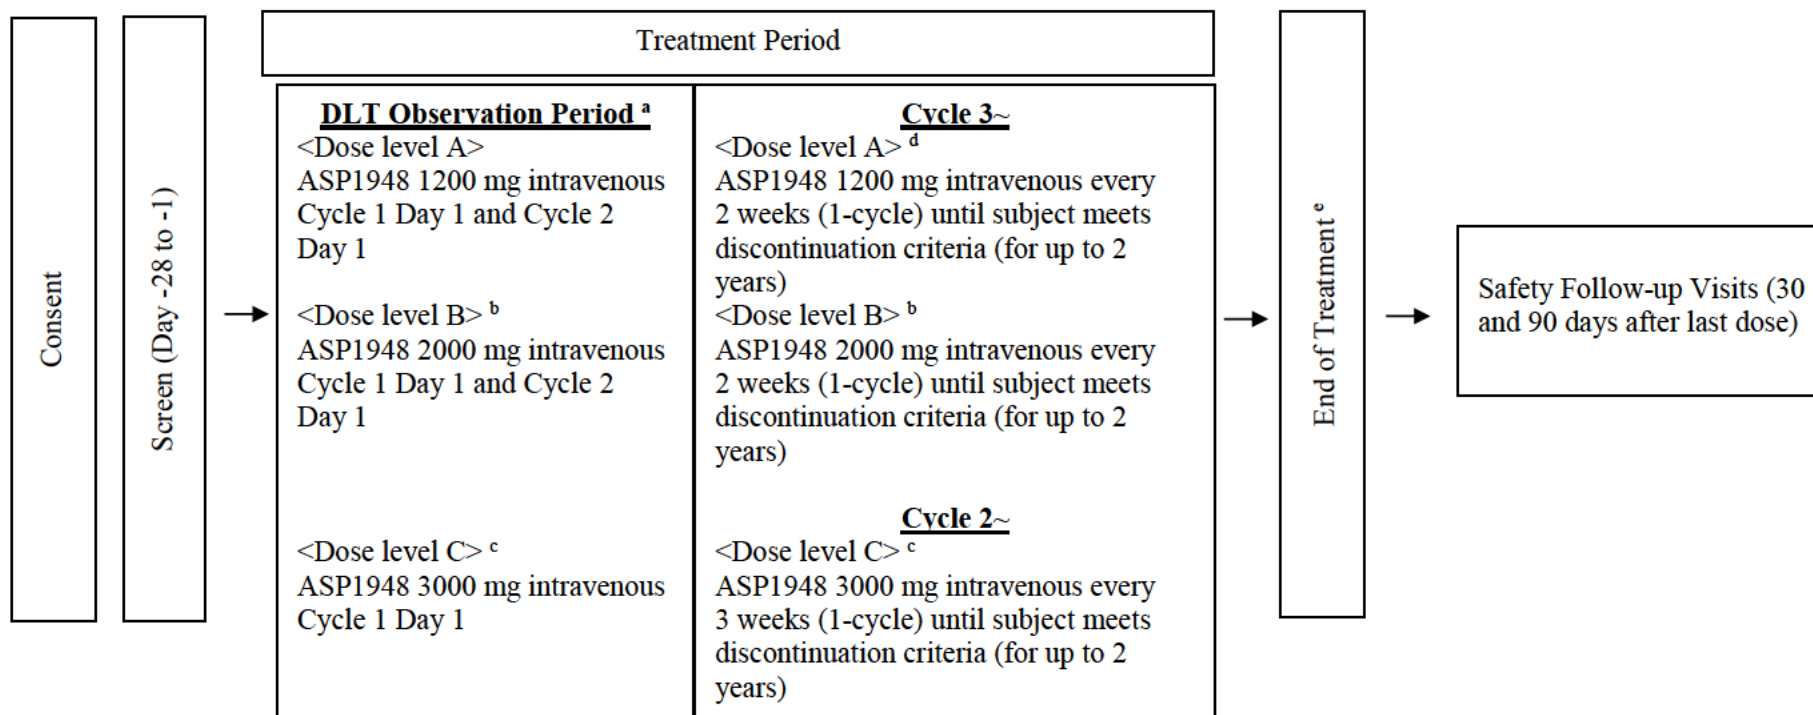 Consent
Screen (Day -28 to -1)
Treatment Period
DLT Observation Period a
<Dose level A>
ASP1948 1200 mg intravenous
Cycle 1 Day 1 and Cycle 2
Day 1
<Dose level B> b
ASP1948 2000 mg intravenous
Cycle 1 Day 1 and Cycle 2
Day 1
<Dose level C> c
ASP1948 3000 mg intravenous
Cycle 1 Day 1
Cycle 3~
<Dose level A> d
ASP1948 1200 mg intravenous every
2 weeks (1-cycle) until subject meets
discontinuation criteria (for up to 2
years)
<Dose level B> b
ASP1948 2000 mg intravenous every
2 weeks (1-cycle) until subject meets
discontinuation criteria (for up to 2
years)
Cycle 2~
<Dose level C> c
ASP1948 3000 mg intravenous every
3 weeks (1-cycle) until subject meets
discontinuation criteria (for up to 2
years)
End of Treatment e
Safety Follow-up Visits (30
and 90 days after last dose)